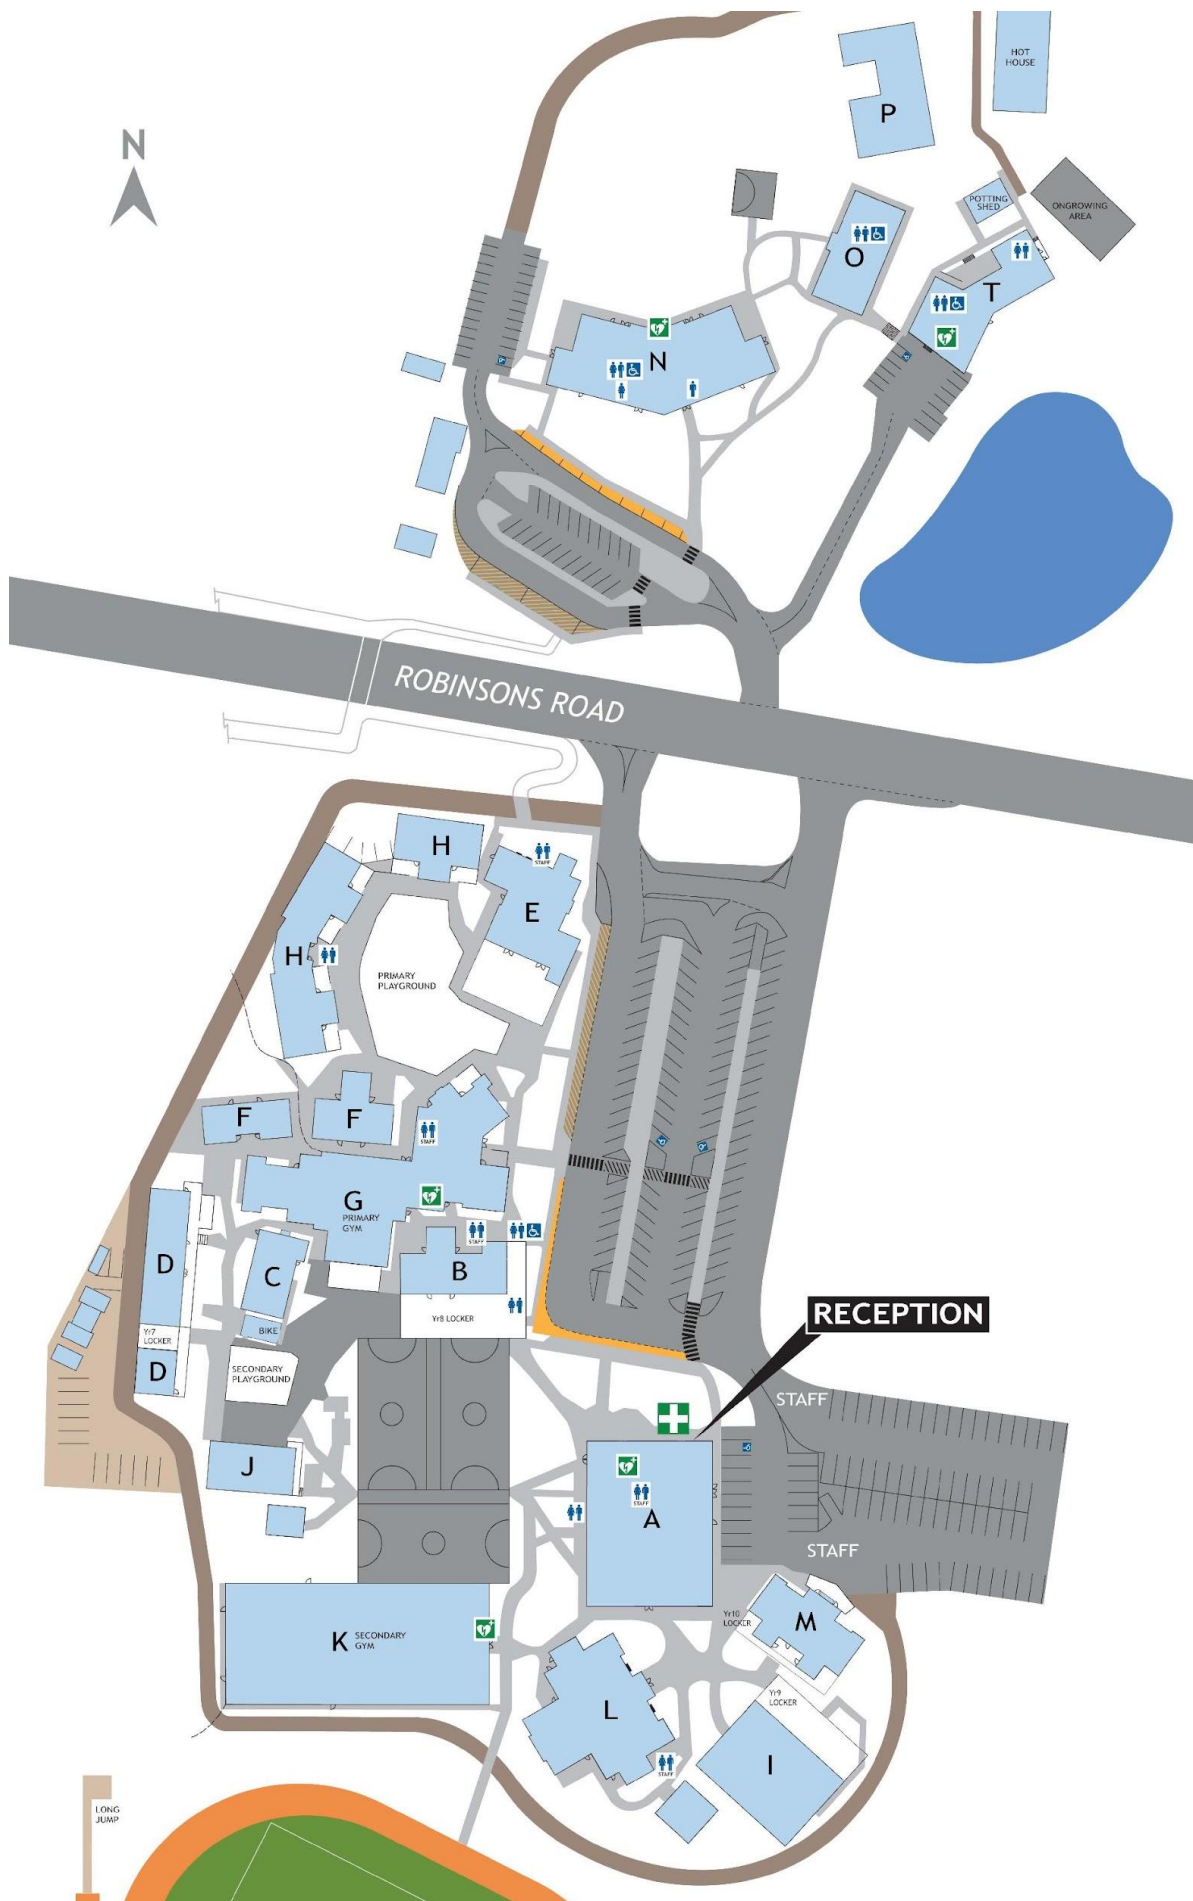 HOT
HOUSE
P
N
POTTING
SHED
ONGROWING
AREA
O
T
N
ROBINSONS ROAD
H
STAFF
E
H
PRIMARY
PLAYGROUND
F
F
STAFF
G
PRIMARY
GYM
STAFF
D
C
B
BIKE
Yr8 LOCKER
Yr7
LOCKER
D
SECONDARY
PLAYGROUND
RECEPTION
STAFF
J
STAFF
A
STAFF
K
SECONDARY
GYM
Yr10
LOCKER
M
Yr9
LOCKER
L
STAFF
I
LONG
JUMP